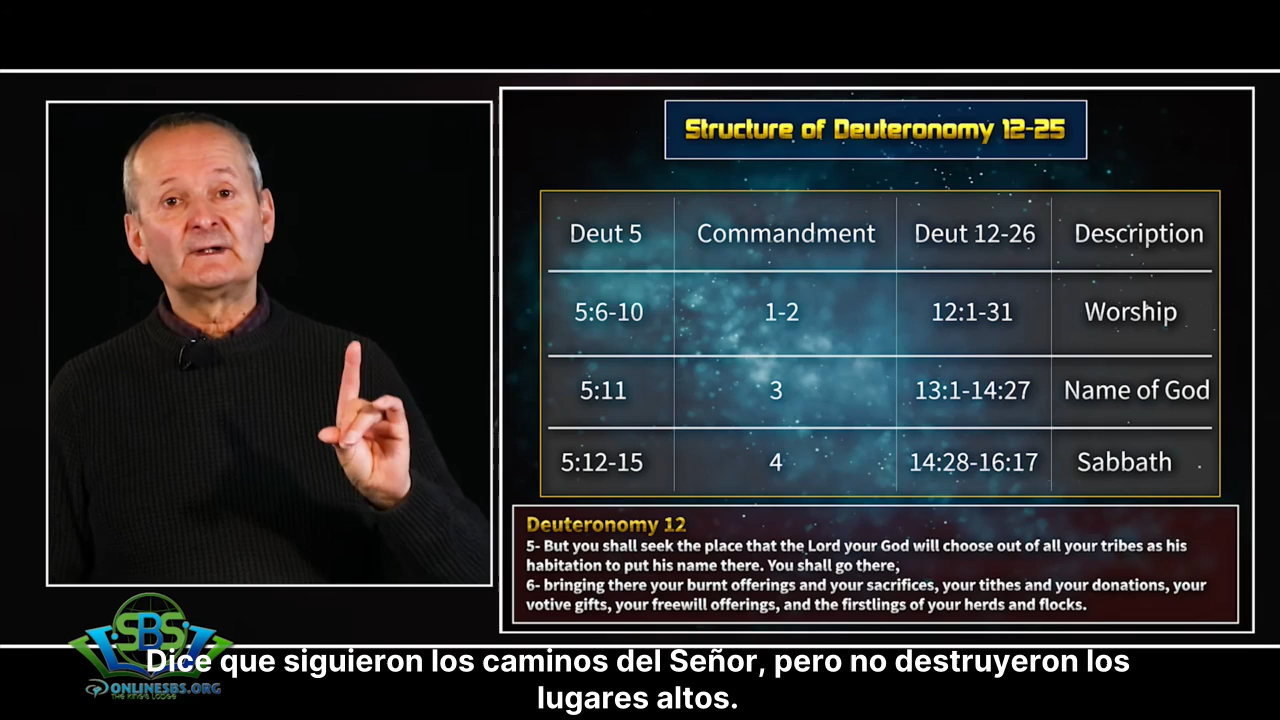 Structure of Deuteronomy 12-25
Deut 5 Commandment Deut 12-26 Description
5:6-10 1-2 12:1-31 Worship
5:11 3 13:1-14:27 Name of God
5:12-15 4 14:28-16:17 Sabbath
Deuteronomy 12
5- But you shall seek the place that the Lord your God will choose out of all your tribes as his
habitation to put his name there. You shall go there,
6- bringing there your burnt offerings and your sacrifices, your tithes and your donations, your
votive gifts, your freewill offerings, and the firstlings of your herds and flocks.
SBS
ONLINESBS.ORG
Dice que siguieron los caminos del Señor, pero no destruyeron los
lugares altos.